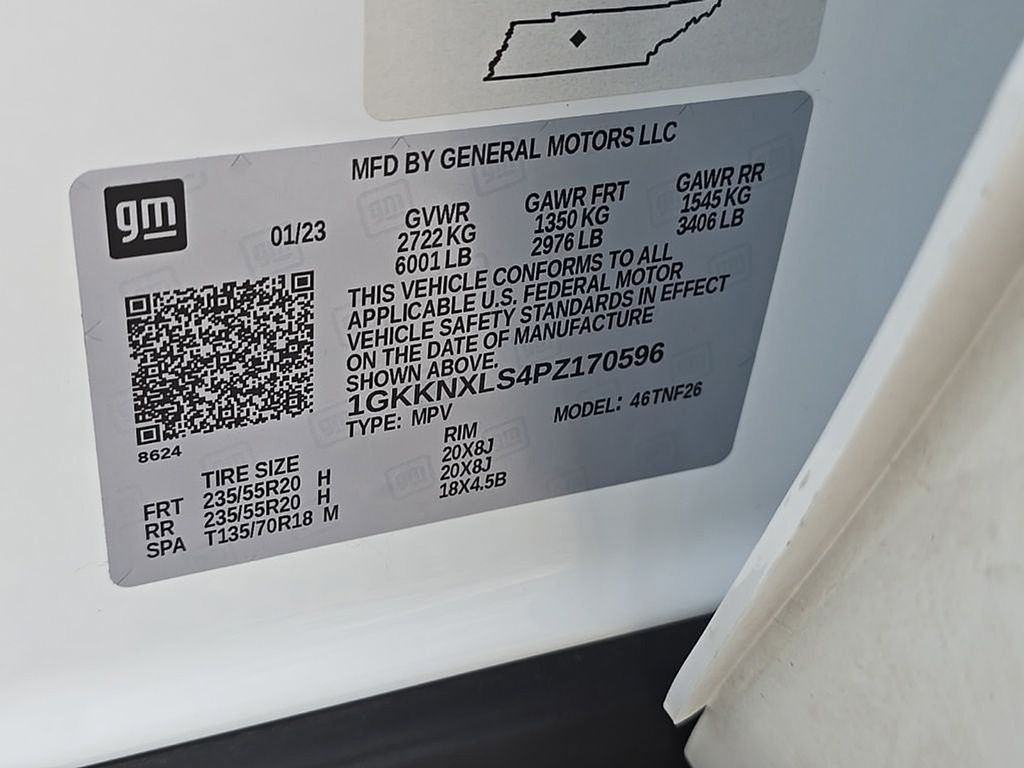 MFD BY GENERAL MOTORS LLC
gm
01/23
GVWR
2722 KG
6001 LB
GAWR FRT
1350 KG
2976 LB
GAWR RR
1545 KG
3406 LB
THIS VEHICLE CONFORMS TO ALL
APPLICABLE U.S. FEDERAL MOTOR
VEHICLE SAFETY STANDARDS IN EFFECT
ON THE DATE OF MANUFACTURE
SHOWN ABOVE.
1GKKNXLS4PZ170596
TYPE: MPV MODEL: 46TNF26
8624
TIRE SIZE RIM
FRT 235/55R20 H 20X8J
RR 235/55R20 H 20X8J
SPA T135/70R18 M 18X4.5B